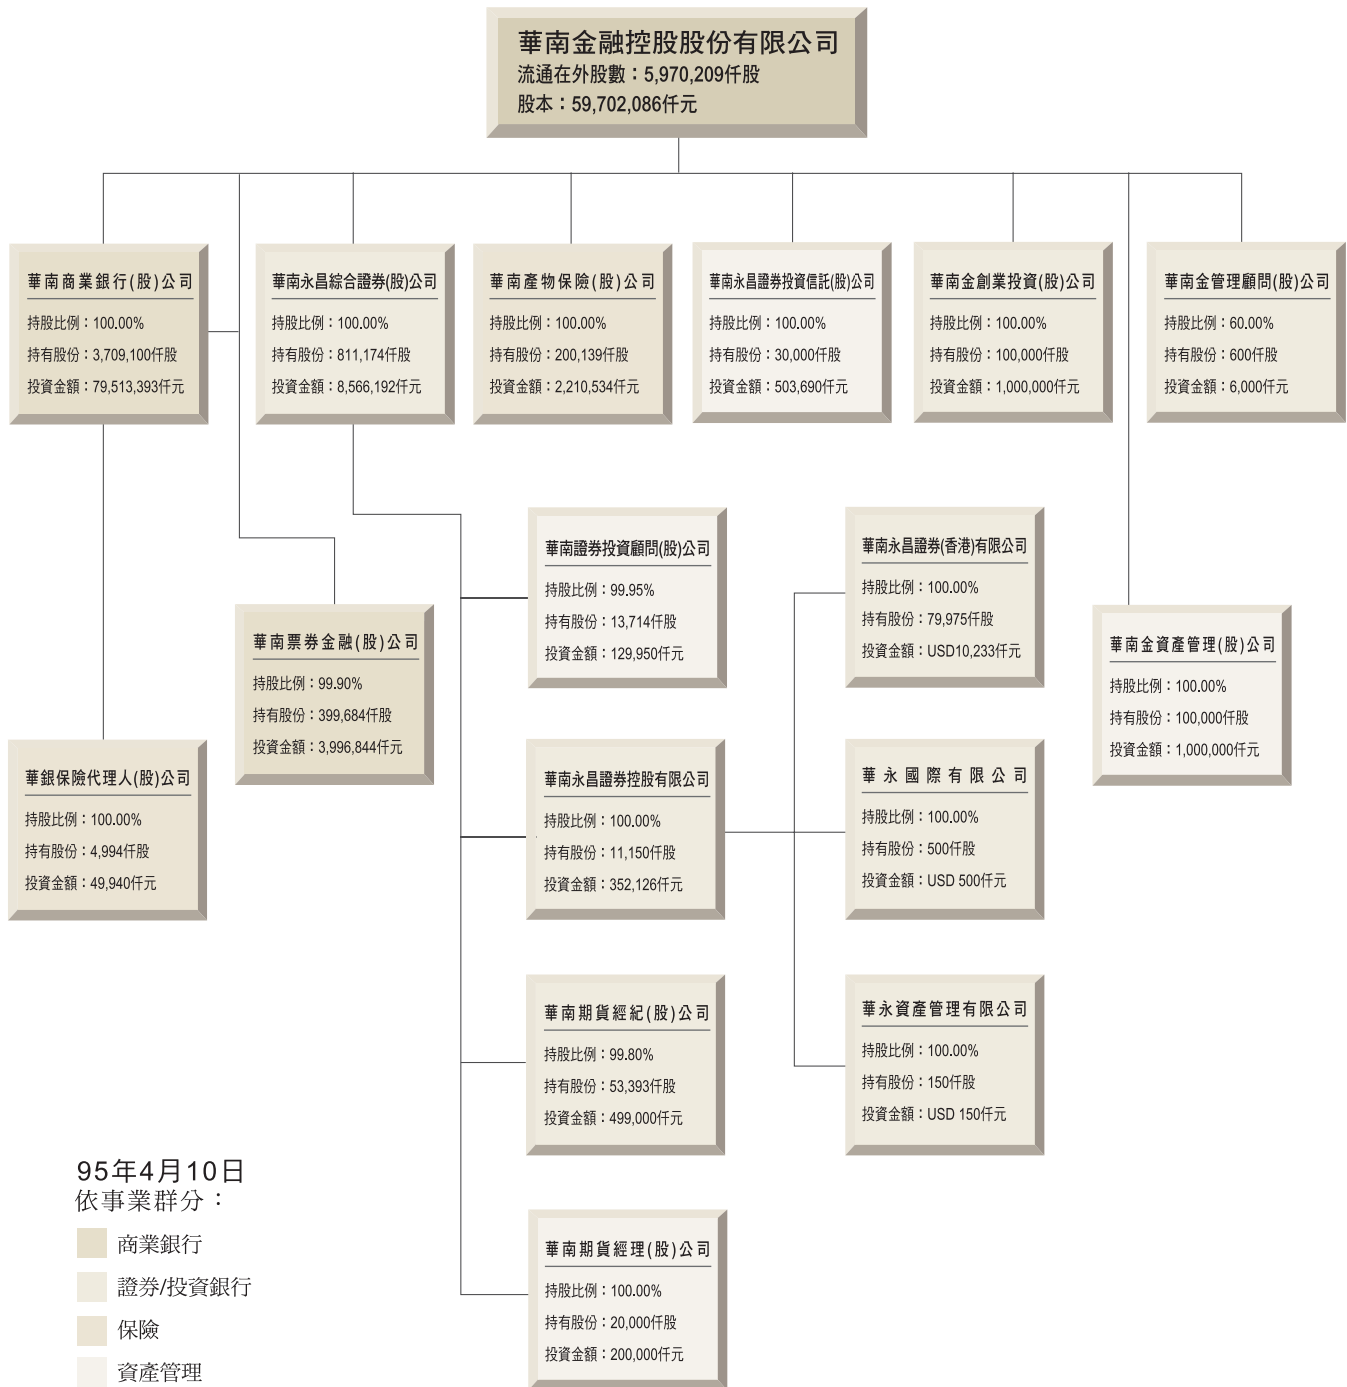 華南金融控股股份有限公司
流通在外股數：5,970,209仟股
股本：59,702,086仟元
華南商業銀行(股)公司
持股比例：100.00%
持有股份：3,709,100仟股
投資金額：79,513,393仟元
華南永昌綜合證券(股)公司
持股比例：100.00%
持有股份：811,174仟股
投資金額：8,566,192仟元
華南產物保險(股)公司
持股比例：100.00%
持有股份：200,139仟股
投資金額：2,210,534仟元
華南永昌證券投資信託(股)公司
持股比例：100.00%
持有股份：30,000仟股
投資金額：503,690仟元
華南金創業投資(股)公司
持股比例：100.00%
持有股份：100,000仟股
投資金額：1,000,000仟元
華南金管理顧問(股)公司
持股比例：60.00%
持有股份：600仟股
投資金額：6,000仟元
華南證券投資顧問(股)公司
持股比例：99.95%
持有股份：13,714仟股
投資金額：129,950仟元
華南永昌證券(香港)有限公司
持股比例：100.00%
持有股份：79,975仟股
投資金額：USD10,233仟元
華南票券金融(股)公司
持股比例：99.90%
持有股份：399,684仟股
投資金額：3,996,844仟元
華南金資產管理(股)公司
持股比例：100.00%
持有股份：100,000仟股
投資金額：1,000,000仟元
華銀保險代理人(股)公司
持股比例：100.00%
持有股份：4,994仟股
投資金額：49,940仟元
華南永昌證券控股有限公司
持股比例：100.00%
持有股份：11,150仟股
投資金額：352,126仟元
華永國際有限公司
持股比例：100.00%
持有股份：500仟股
投資金額：USD 500仟元
華南期貨經紀(股)公司
持股比例：99.80%
持有股份：53,393仟股
投資金額：499,000仟元
華永資產管理有限公司
持股比例：100.00%
持有股份：150仟股
投資金額：USD 150仟元
華南期貨經理(股)公司
持股比例：100.00%
持有股份：20,000仟股
投資金額：200,000仟元
95年4月10日
依事業群分：
商業銀行
證券/投資銀行
保險
資產管理